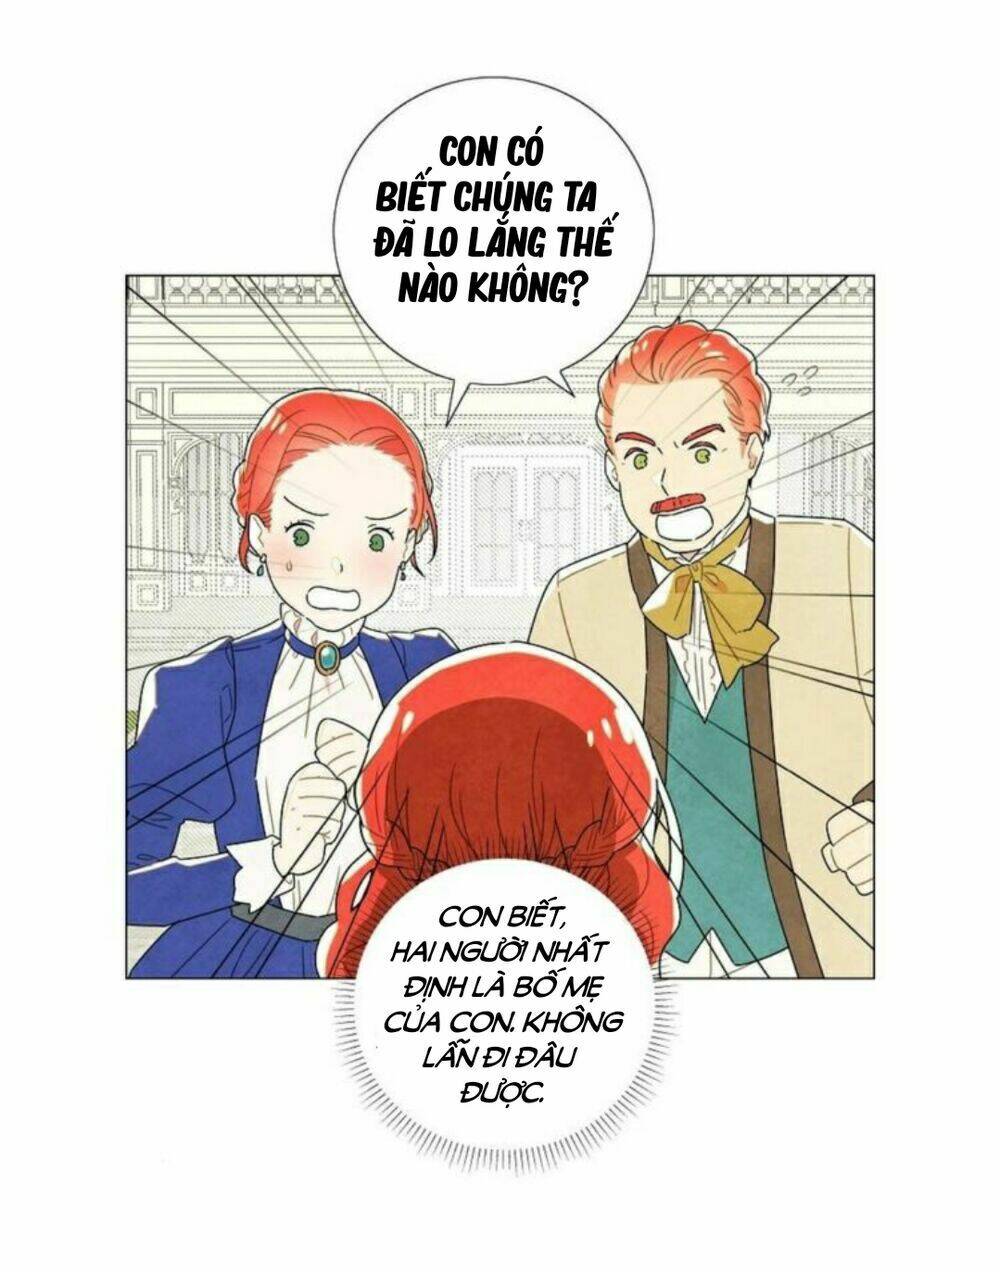 CON CÓ
BIẾT CHÚNG TA
ĐÃ LO LẮNG THẾ
NÀO KHÔNG?
CON BIẾT,
HAI NGƯỜI NHẤT
ĐỊNH LÀ BỐ MẸ
CỦA CON. KHÔNG
LẪN ĐI ĐÂU
ĐƯỢC.